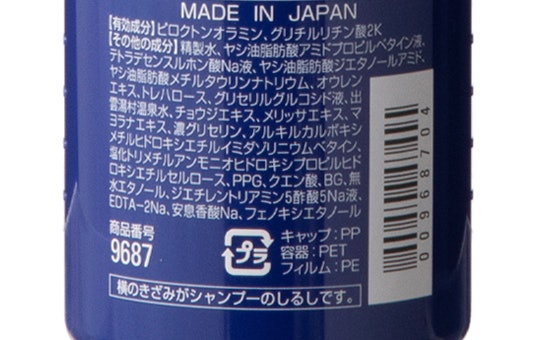 MADE IN JAPAN
【有効成分】ピロクトンオラミン、グリチルリチン酸2K
【その他の成分】精製水、ヤシ油脂肪酸アミドプロピルベタイン液、
テトラデセンスルホン酸Na液、ヤシ油脂肪酸ジエタノールアミド、
ヤシ油脂肪酸メチルタウリンナトリウム、オウレン
エキス、トレハロース、グリセリルグルコシド液、出
雲湯村温泉水、チョウジエキス、メリッサエキス、マ
ヨラナエキス、濃グリセリン、アルキルカルボキシ
メチルヒドロキシエチルイミダゾリニウムベタイン、
塩化トリメチルアンモニオヒドロキシプロピルヒド
ロキシエチルセルロース、PPG、クエン酸、BG、無
水エタノール、ジエチレントリアミン5酢酸5Na液、
EDTA-2Na、安息香酸Na、フェノキシエタノール
商品番号
9687
プラ
キャップ:PP
容器:PET
フィルム:PE
横のきざみがシャンプーのしるしです。
00968704